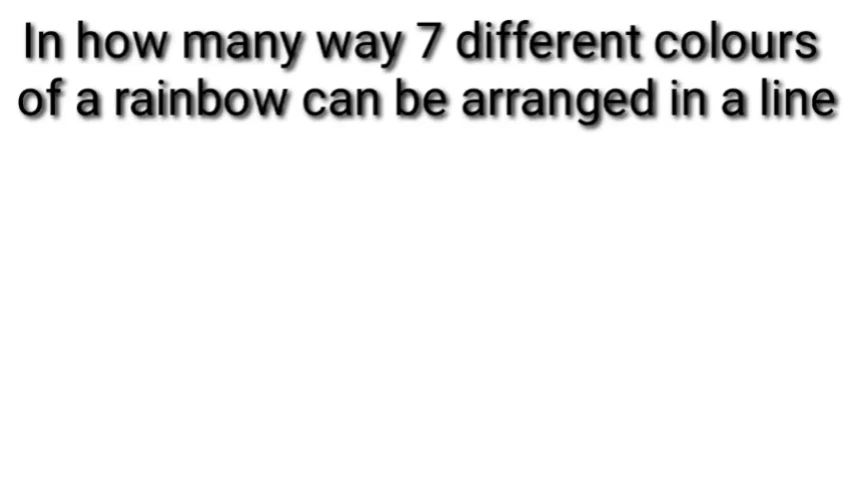 In how many way 7 different colours
of a rainbow can be arranged in a line